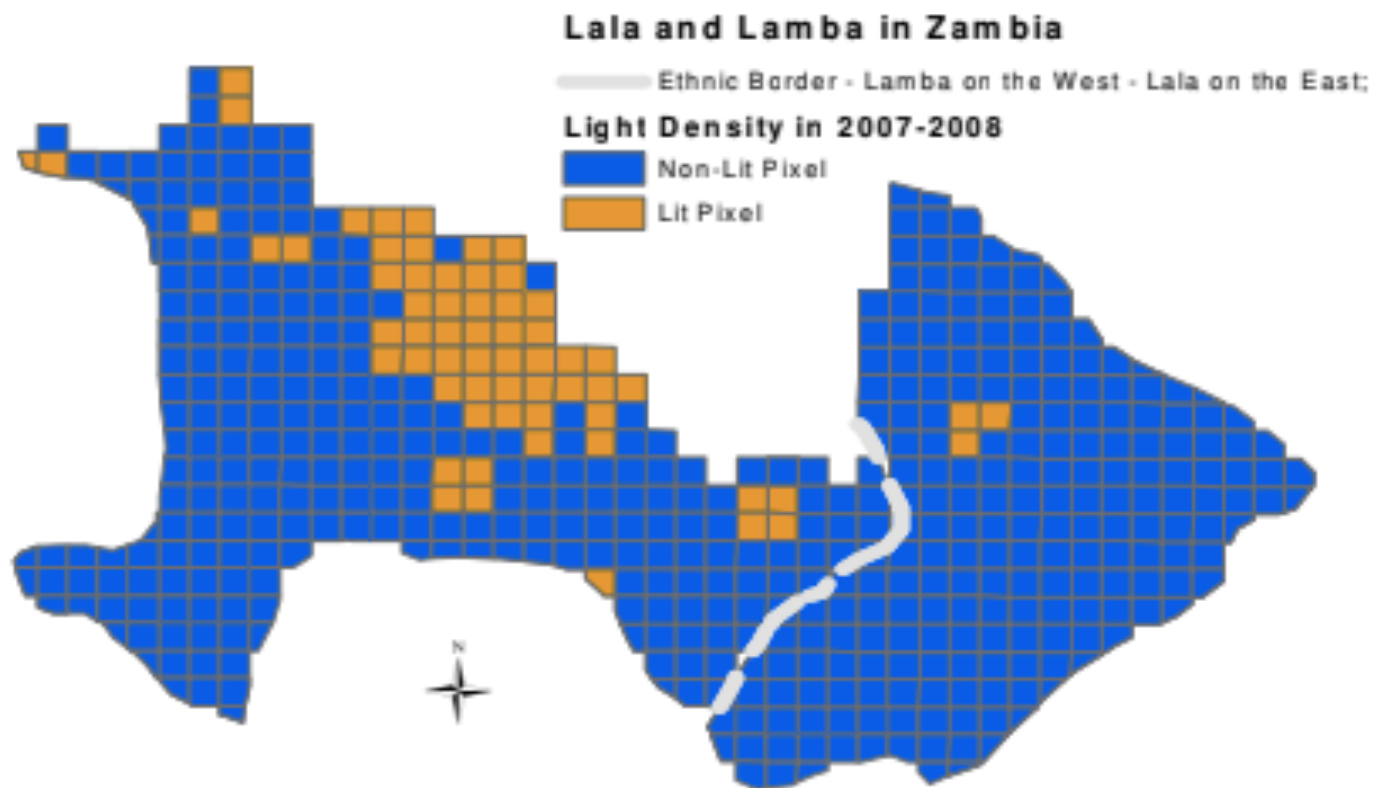 Lala and Lamba in Zambia
Ethnic Border - Lamba on the West - Lala on the East;
Light Density in 2007-2008
Non-Lit Pixel
Lit Pixel
N